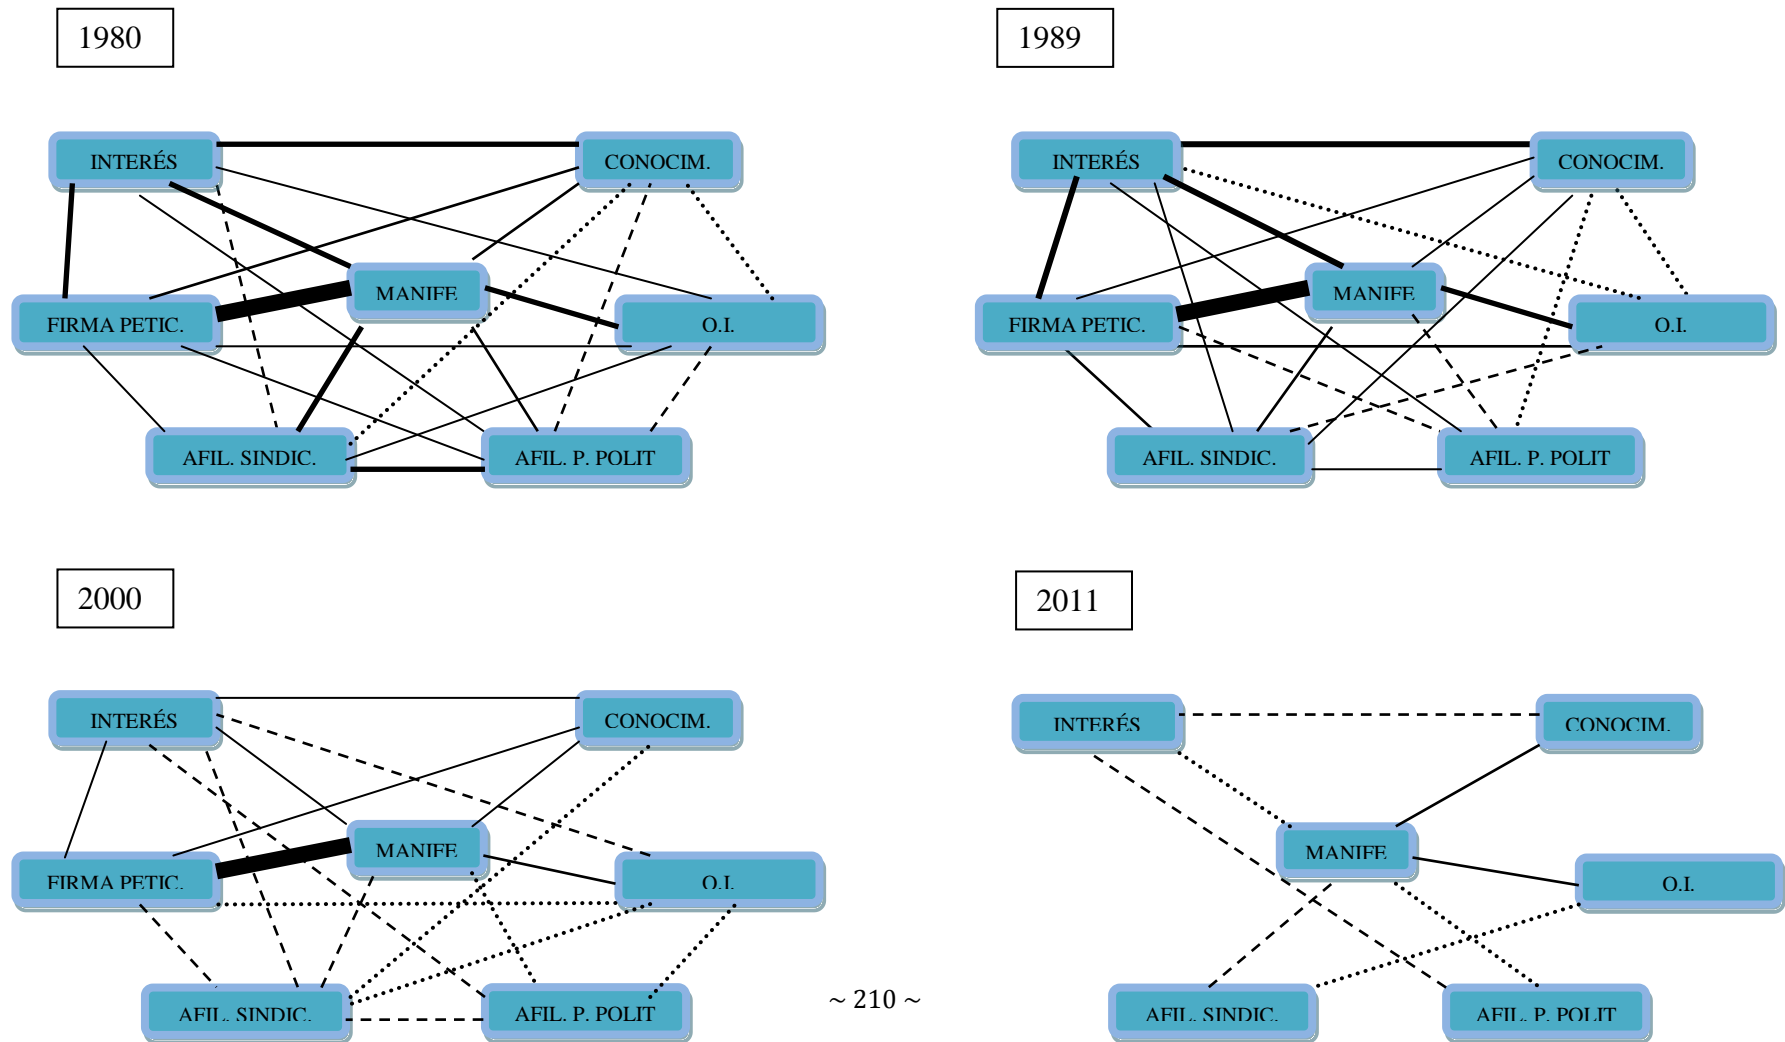 1980
1989
INTERÉS
CONOCIM.
INTERÉS
CONOCIM.
MANIFE
MANIFE
FIRMA PETIC.
O.I.
FIRMA PETIC.
O.I.
AFIL. SINDIC.
AFIL. P. POLIT
AFIL. SINDIC.
AFIL. P. POLIT
2000
2011
INTERÉS
CONOCIM.
INTERÉS
CONOCIM.
MANIFE
MANIFE
FIRMA PETIC.
O.I.
O.I.
AFIL. SINDIC.
AFIL. P. POLIT
~ 210 ~
AFIL. SINDIC.
AFIL. P. POLIT